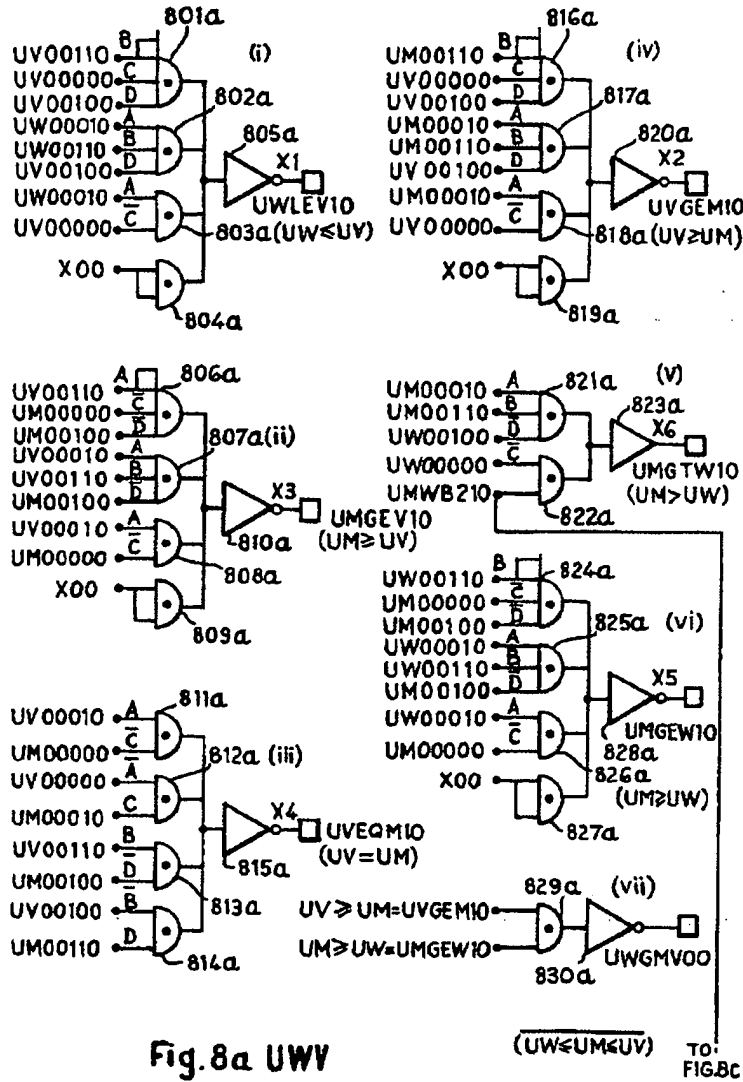 801a
(i)
B
UV00110
C
UV00000
D
UV00100
802a
A
UW00010
B
UW00110
D
UV00100
805a
X1
UWLEV10
A
UW00010
C
UV00000
803a (UW≤UV)
X00
804a
816a
(iv)
B
UM00110
C
UV00000
D
UV00100
817a
A
UM00010
B
UM00110
D
UV00100
820a
X2
UVGEM10
A
UM00010
C
UV00000
818a (UV≥UM)
X00
819a
A
806a
UV00110
C
UM00000
D
UM00100
A
807a (ii)
UV00010
B
UV00110
D
UM00100
X3
UMGEV10
810a
(UM≥UV)
A
UV00010
C
UM00000
808a
X00
809a
821a
(v)
A
UM00010
B
UM00110
D
UW00100
C
UW00000
UMWB210
822a
823a
X6
UMGTW10
(UM>UW)
B
824a
UW00110
C
UM00000
D
UM00100
825a
(vi)
A
UW00010
B
UW00110
D
UM00100
X5
UMGEW10
828a
A
UW00010
C
UM00000
826a
(UM≥UW)
X00
827a
811a
A
UV00010
C
UM00000
812a (iii)
A
UV00000
C
UM00010
X4
UVEQM10
815a
(UV=UM)
B
UV00110
D
UM00100
813a
B
UV00100
D
UM00110
814a
829a
(vii)
UV≥UM=UVGEM10
UM≥UW=UMGEW10
830a
UWGMV00
(UW≤UM≤UV)
Fig.8a UWV
TO:
FIG.8C